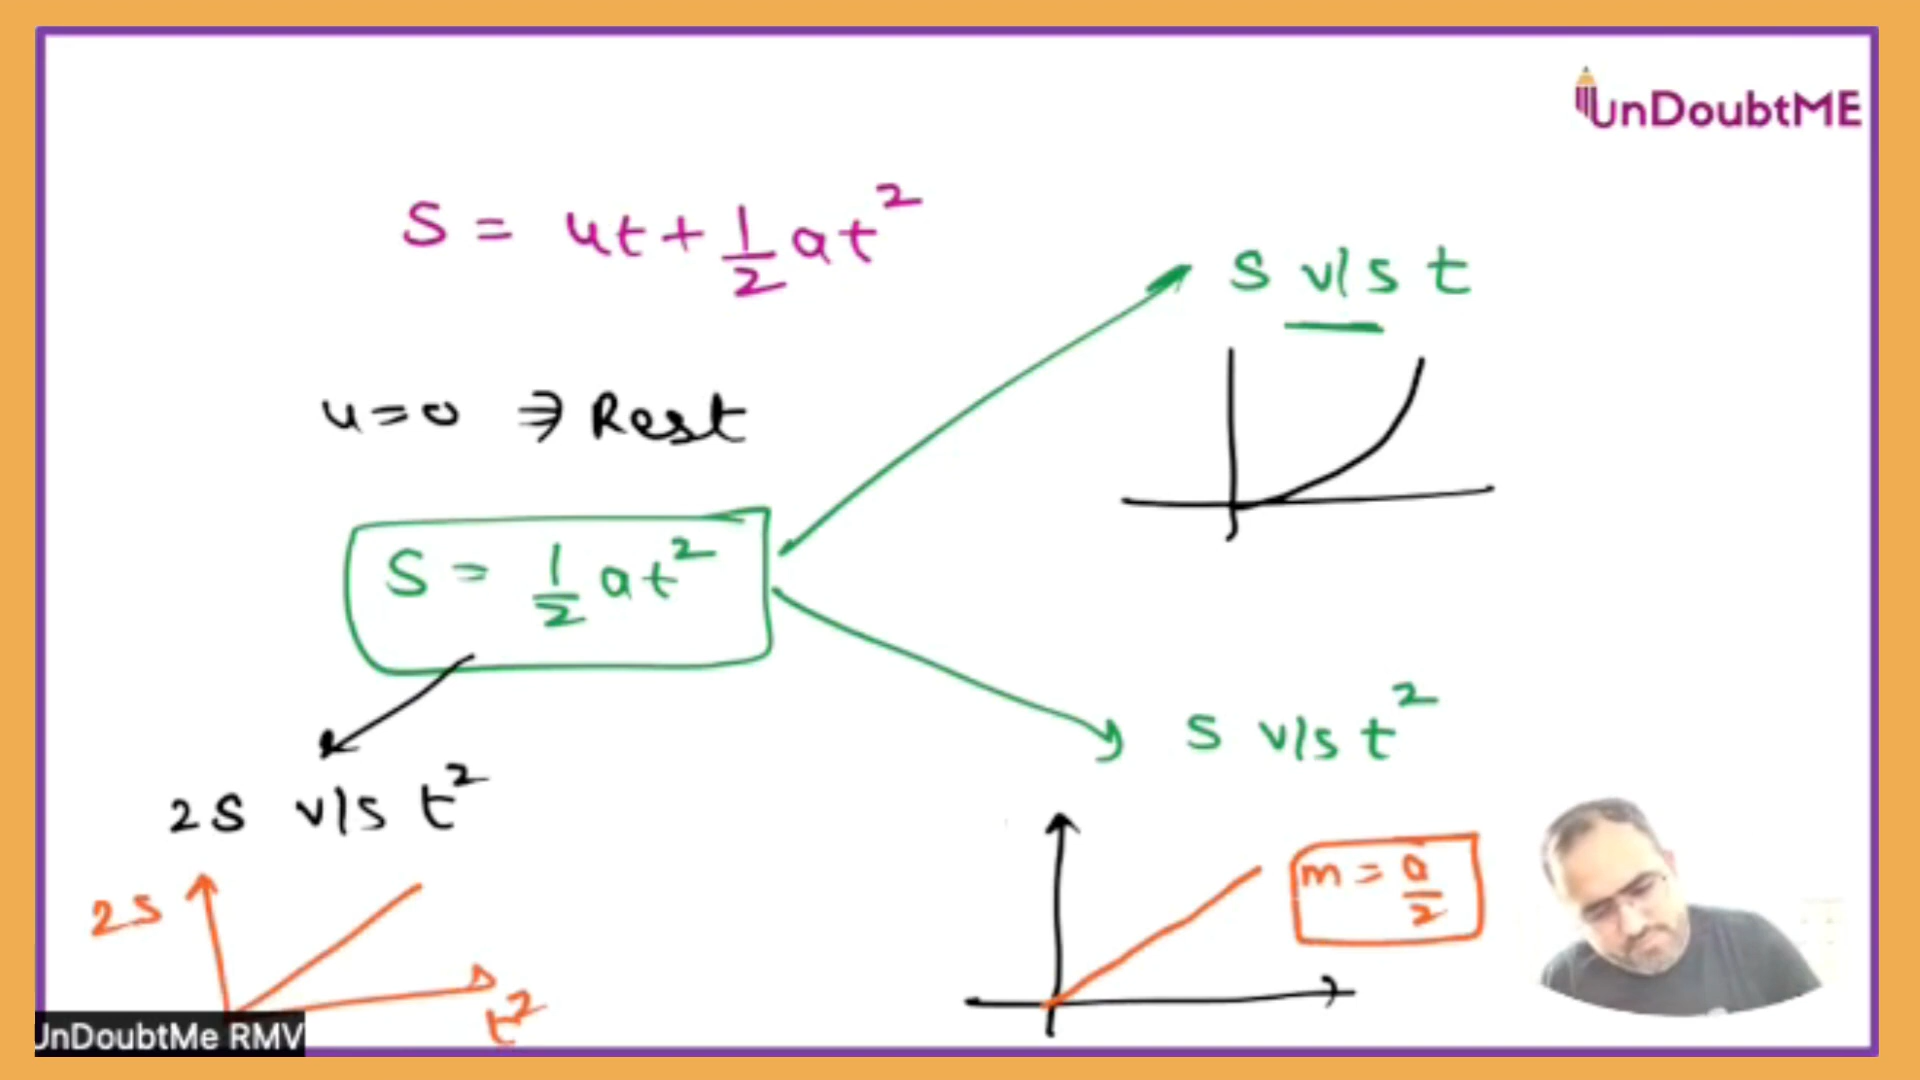 UnDoubtME
S = ut + 1/2 at²
S v/s t
u=0 ⇒ Rest
S = 1/2 at²
S v/s t²
2S v/s t²
m = a/2
2S
t²
UnDoubtMe RMV